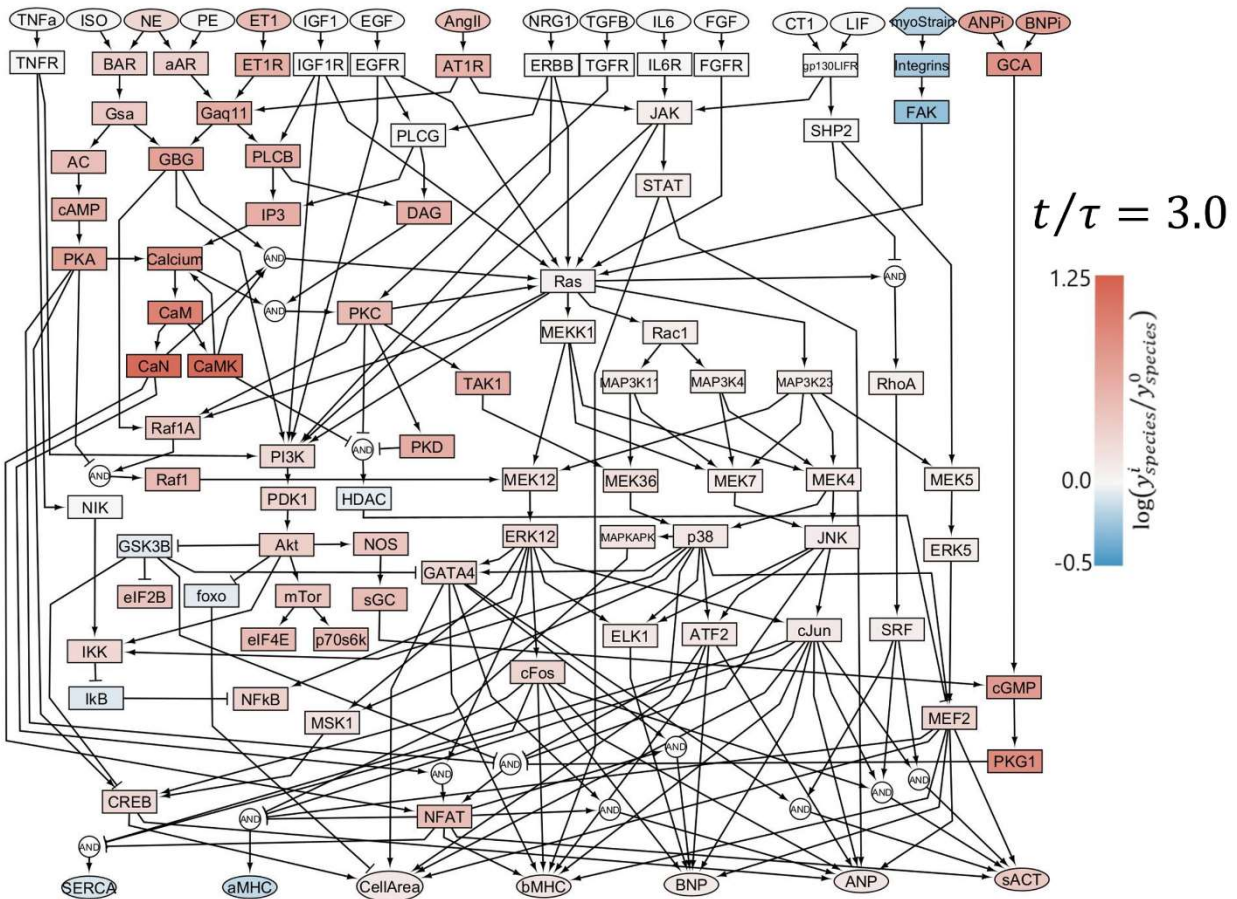 TNFa ISO NE PE ET1 IGF1 EGF AngII NRG1 TGFB IL6 FGF CT1 LIF myoStrain ANPi BNPi
TNFR BAR aAR ET1R IGF1R EGFR AT1R ERBB TGFR IL6R FGFR gp130LIFR Integrins GCA
Gsa Gaq11 PLCG JAK SHP2 FAK
AC GBG PLCB STAT
cAMP IP3 DAG
t/τ = 3.0
PKA Calcium AND Ras AND
1.25
CaM AND PKC MEKK1 Rac1
CaN CaMK TAK1 MAP3K11 MAP3K4 MAP3K23 RhoA
Raf1A PI3K AND PKD
AND Raf1 MEK12 MEK36 MEK7 MEK4 MEK5
0.0
log(y^i_species/y^0_species)
NIK PDK1 HDAC
GSK3B Akt NOS ERK12 MAPKAPK p38 JNK ERK5
-0.5
eIF2B foxo mTor sGC GATA4
IKK eIF4E p70s6k ELK1 ATF2 cJun SRF
IkB NFkB cFos cGMP
MSK1 MEF2
AND AND AND PKG1
CREB AND NFAT AND AND AND AND
AND
SERCA aMHC CellArea bMHC BNP ANP sACT